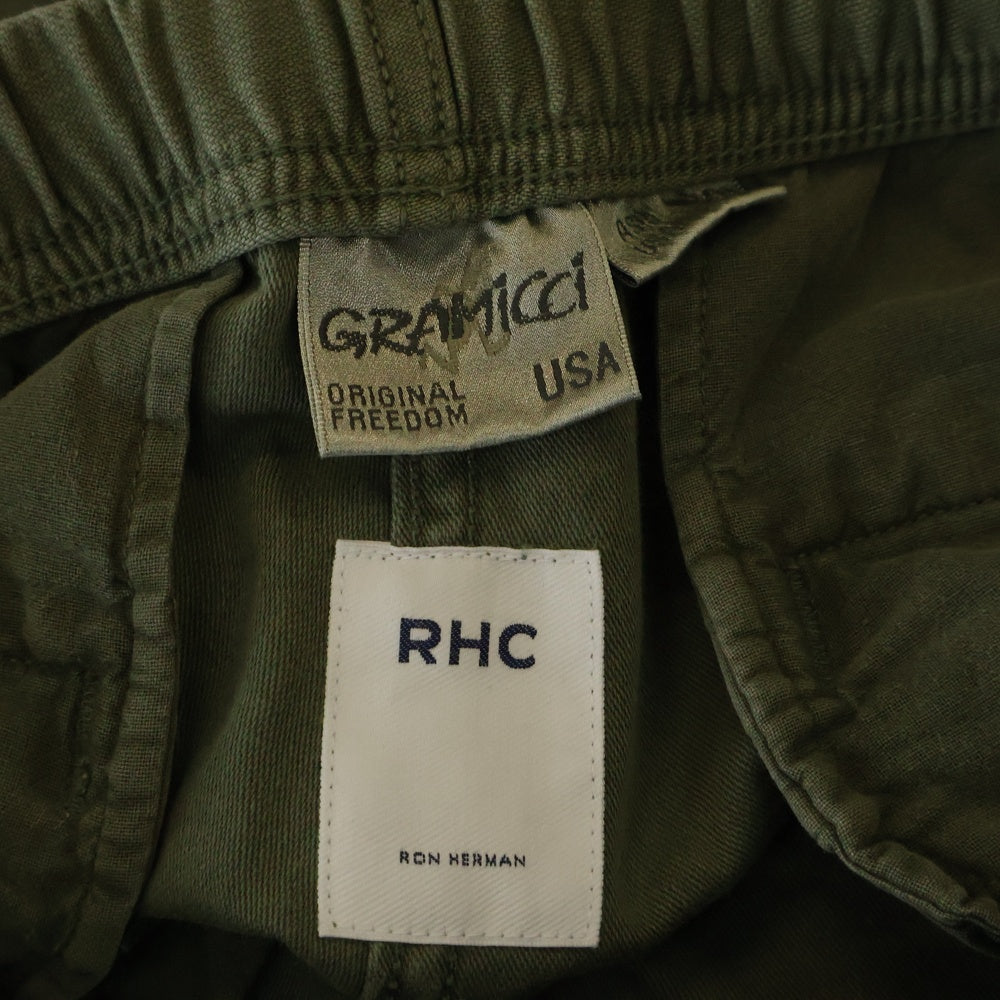 GRAMICCI
ORIGINAL
FREEDOM
USA
RHC
RON HERMAN